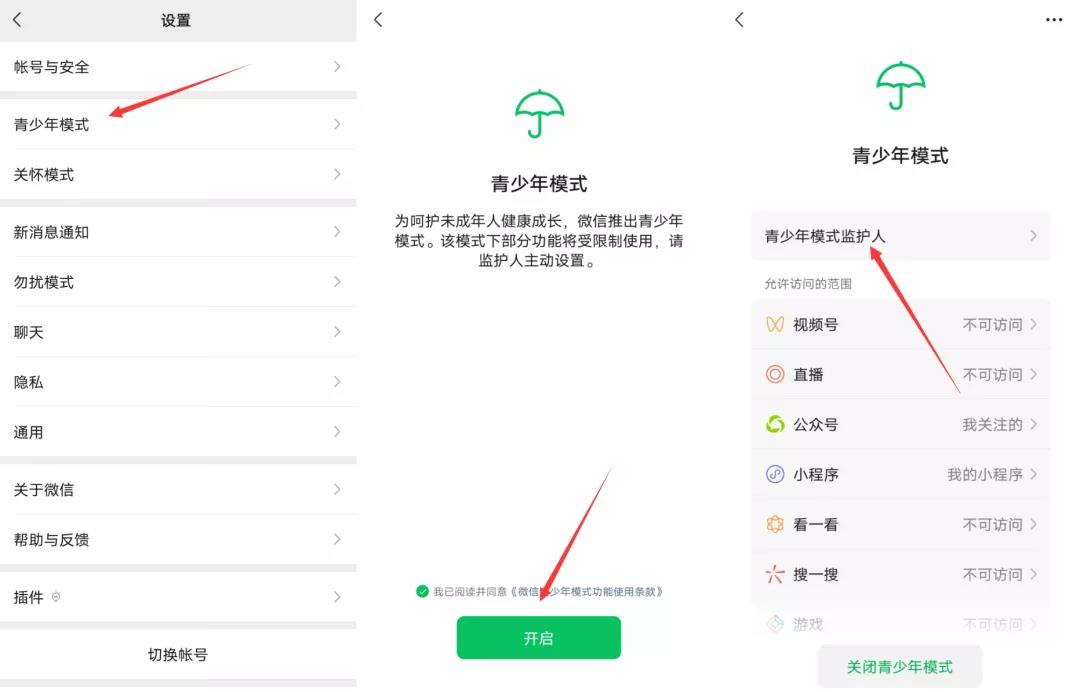 设置
帐号与安全
青少年模式
关怀模式
新消息通知
勿扰模式
聊天
隐私
通用
关于微信
帮助与反馈
插件
切换帐号
青少年模式
为呵护未成年人健康成长，微信推出青少年
模式。该模式下部分功能将受限制使用，请
监护人主动设置。
我已阅读并同意《微信青少年模式功能使用条款》
开启
青少年模式
青少年模式监护人
允许访问的范围
视频号 不可访问
直播 不可访问
公众号 我关注的
小程序 我的小程序
看一看 不可访问
搜一搜 不可访问
游戏 不可访问
关闭青少年模式